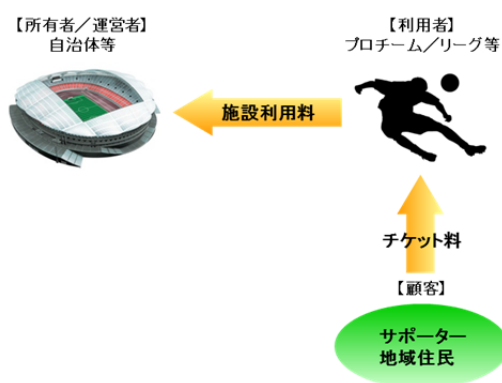 【所有者／運営者】
自治体等
【利用者】
プロチーム／リーグ等
施設利用料
チケット料
【顧客】
サポーター
地域住民